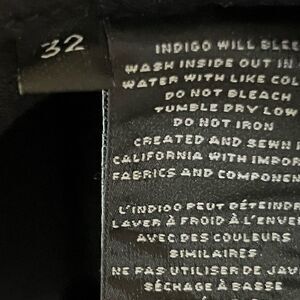 32
INDIGO WILL BLEE
WASH INSIDE OUT IN
WATER WITH LIKE COL
DO NOT BLEACH
TUMBLE DRY LOW
DO NOT IRON
CREATED AND SEWN I
CALIFORNIA WITH IMPOR
FABRICS AND COMPONEN
L'INDIGO PEUT DÉTEINDR
LAVER À FROID À L'ENVE
AVEC DES COULEURS
SIMILAIRES
NE PAS UTILISER DE JAV
SÉCHAGE À BASSE